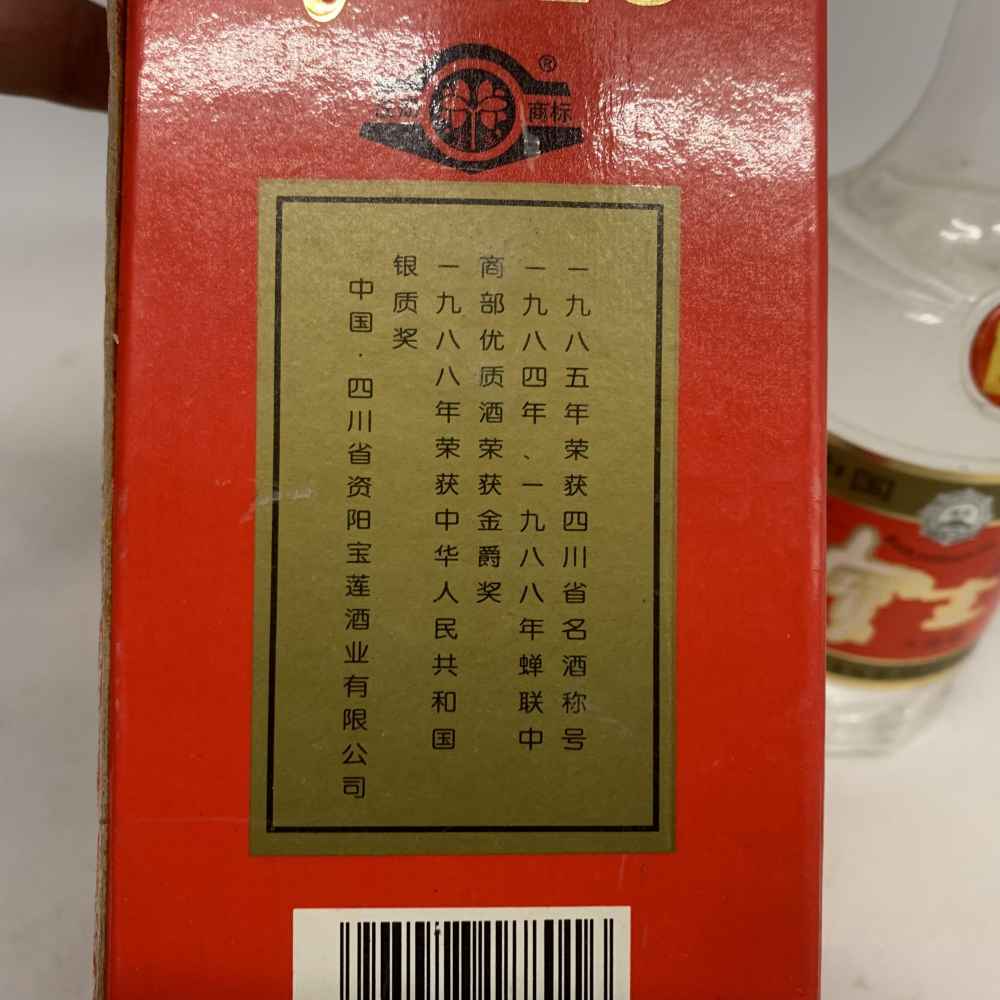 ®
商标
一九八五年荣获四川省名酒称号
一九八四年、一九八八年蝉联中
商部优质酒荣获金爵奖
一九八八年荣获中华人民共和国
银质奖
中国·四川省资阳宝莲酒业有限公司
国